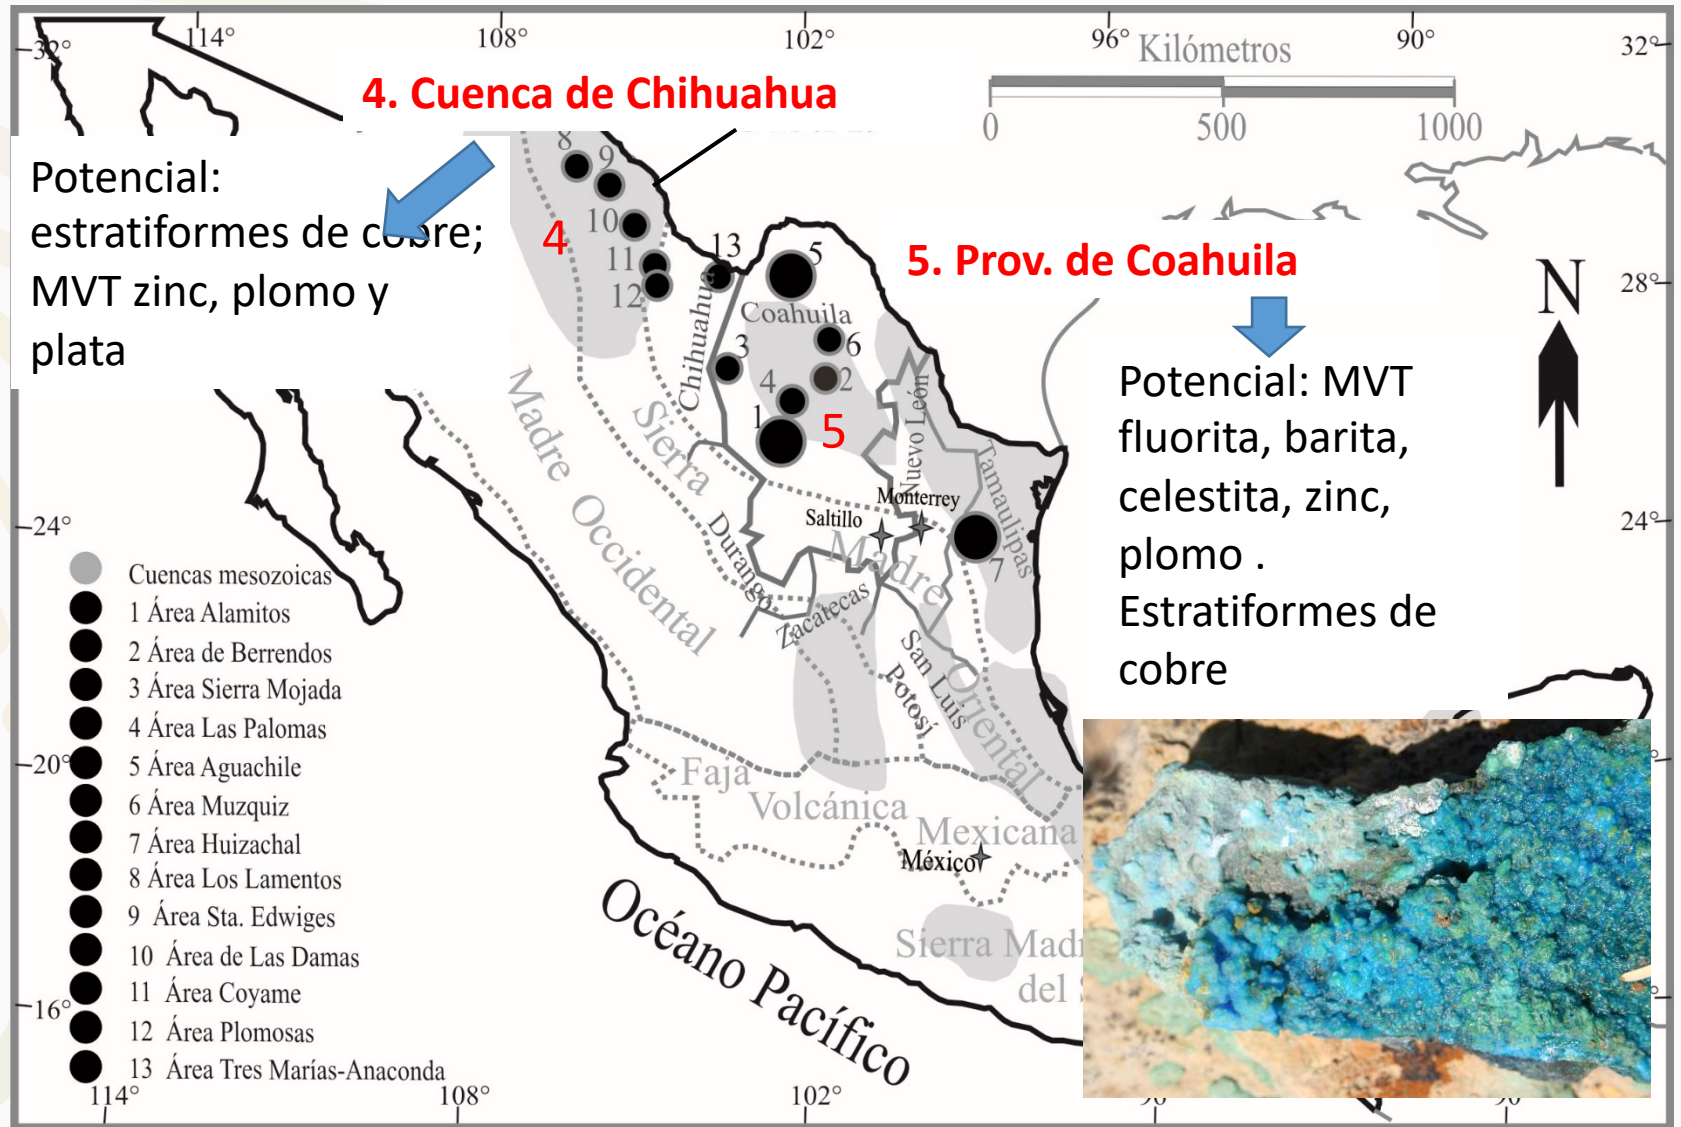 114°
108°
102°
96°
90°
32°
32°
Kilómetros
0
500
1000
4. Cuenca de Chihuahua
Potencial:
estratiformes de cobre;
MVT zinc, plomo y
plata
8
9
10
11
12
4
13
5
5. Prov. de Coahuila
N
28°
Coahuila
Chihuahua
6
3
2
4
1
5
Potencial: MVT
fluorita, barita,
celestita, zinc,
plomo .
Estratiformes de
cobre
Nuevo León
Tamaulipas
Monterrey
Saltillo
7
24°
24°
Madre Occidental
Sierra
Madre
Oriental
Durango
Zacatecas
San Luis
Potosí
Cuencas mesozoicas
1 Área Alamitos
2 Área de Berrendos
3 Área Sierra Mojada
4 Área Las Palomas
5 Área Aguachile
6 Área Muzquiz
7 Área Huizachal
8 Área Los Lamentos
9 Área Sta. Edwiges
10 Área de Las Damas
11 Área Coyame
12 Área Plomosas
13 Área Tres Marías-Anaconda
20°
16°
Faja
Volcánica
Mexicana
México
Sierra Mad
del
Océano Pacífico
114°
108°
102°